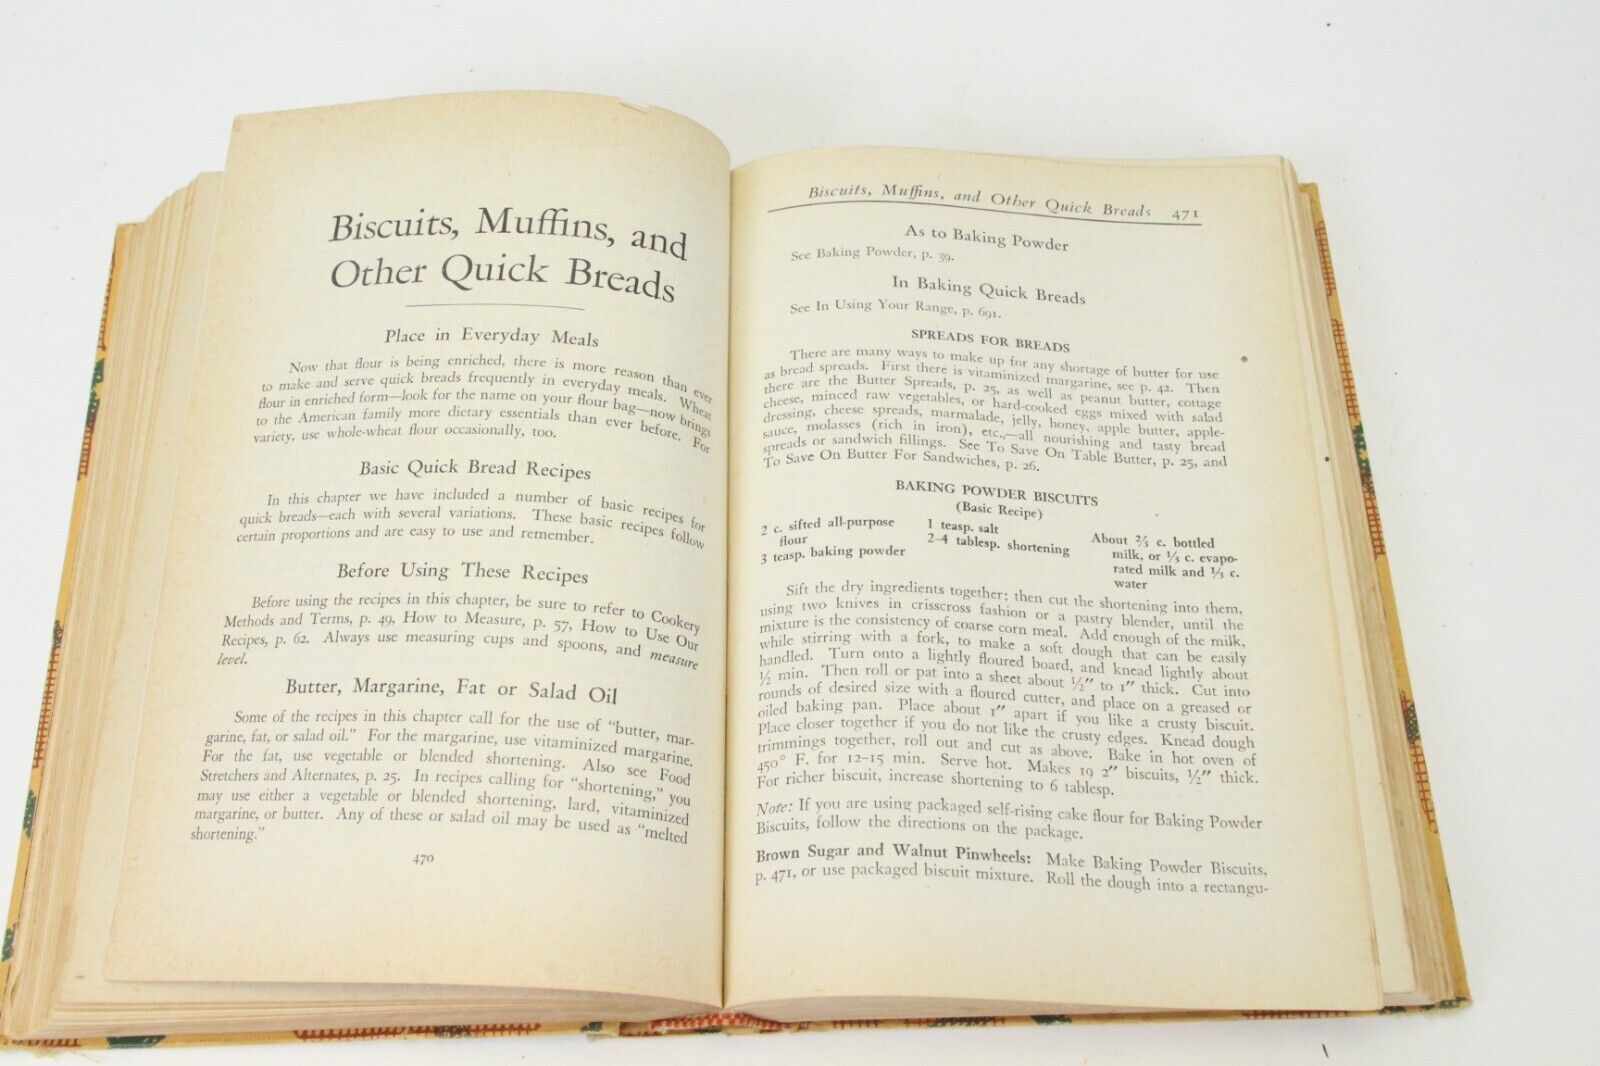 Biscuits, Muffins, and
Other Quick Breads
Place in Everyday Meals
Now that flour is being enriched, there is more reason than ever
to make and serve quick breads frequently in everyday meals. Wheat
flour in enriched form—look for the name on your flour bag—now brings
to the American family more dietary essentials than ever before. For
variety, use whole-wheat flour occasionally, too.
Basic Quick Bread Recipes
In this chapter we have included a number of basic recipes for
quick breads—each with several variations. These basic recipes follow
certain proportions and are easy to use and remember.
Before Using These Recipes
Before using the recipes in this chapter, be sure to refer to Cookery
Methods and Terms, p. 49, How to Measure, p. 57, How to Use Our
Recipes, p. 62. Always use measuring cups and spoons, and measure
level.
Butter, Margarine, Fat or Salad Oil
Some of the recipes in this chapter call for the use of "butter, mar-
garine, fat, or salad oil." For the margarine, use vitaminized margarine.
For the fat, use vegetable or blended shortening. Also see Food
Stretchers and Alternates, p. 25. In recipes calling for "shortening," you
may use either a vegetable or blended shortening, lard, vitaminized
margarine, or butter. Any of these or salad oil may be used as "melted
shortening."
470
Biscuits, Muffins, and Other Quick Breads 471
As to Baking Powder
See Baking Powder, p. 39.
In Baking Quick Breads
See In Using Your Range, p. 691.
SPREADS FOR BREADS
There are many ways to make up for any shortage of butter for use
as bread spreads. First there is vitaminized margarine, see p. 42. Then
there are the Butter Spreads, p. 25, as well as peanut butter, cottage
cheese, minced raw vegetables, or hard-cooked eggs mixed with salad
dressing, cheese spreads, marmalade, jelly, honey, apple butter, apple-
sauce, molasses (rich in iron), etc.,—all nourishing and tasty bread
spreads or sandwich fillings. See To Save On Table Butter, p. 25, and
To Save On Butter For Sandwiches, p. 26.
BAKING POWDER BISCUITS
(Basic Recipe)
2 c. sifted all-purpose
flour
3 teasp. baking powder
1 teasp. salt
2–4 tablesp. shortening
About ⅔ c. bottled
milk, or ⅓ c. evapo-
rated milk and ⅓ c.
water
Sift the dry ingredients together; then cut the shortening into them,
using two knives in crisscross fashion or a pastry blender, until the
mixture is the consistency of coarse corn meal. Add enough of the milk,
while stirring with a fork, to make a soft dough that can be easily
handled. Turn onto a lightly floured board, and knead lightly about
½ min. Then roll or pat into a sheet about ½" to 1" thick. Cut into
rounds of desired size with a floured cutter, and place on a greased or
oiled baking pan. Place about 1" apart if you like a crusty biscuit.
Place closer together if you do not like the crusty edges. Knead dough
trimmings together, roll out and cut as above. Bake in hot oven of
450° F. for 12–15 min. Serve hot. Makes 19 2" biscuits, ½" thick.
For richer biscuit, increase shortening to 6 tablesp.
Note: If you are using packaged self-rising cake flour for Baking Powder
Biscuits, follow the directions on the package.
Brown Sugar and Walnut Pinwheels: Make Baking Powder Biscuits,
p. 471, or use packaged biscuit mixture. Roll the dough into a rectangu-